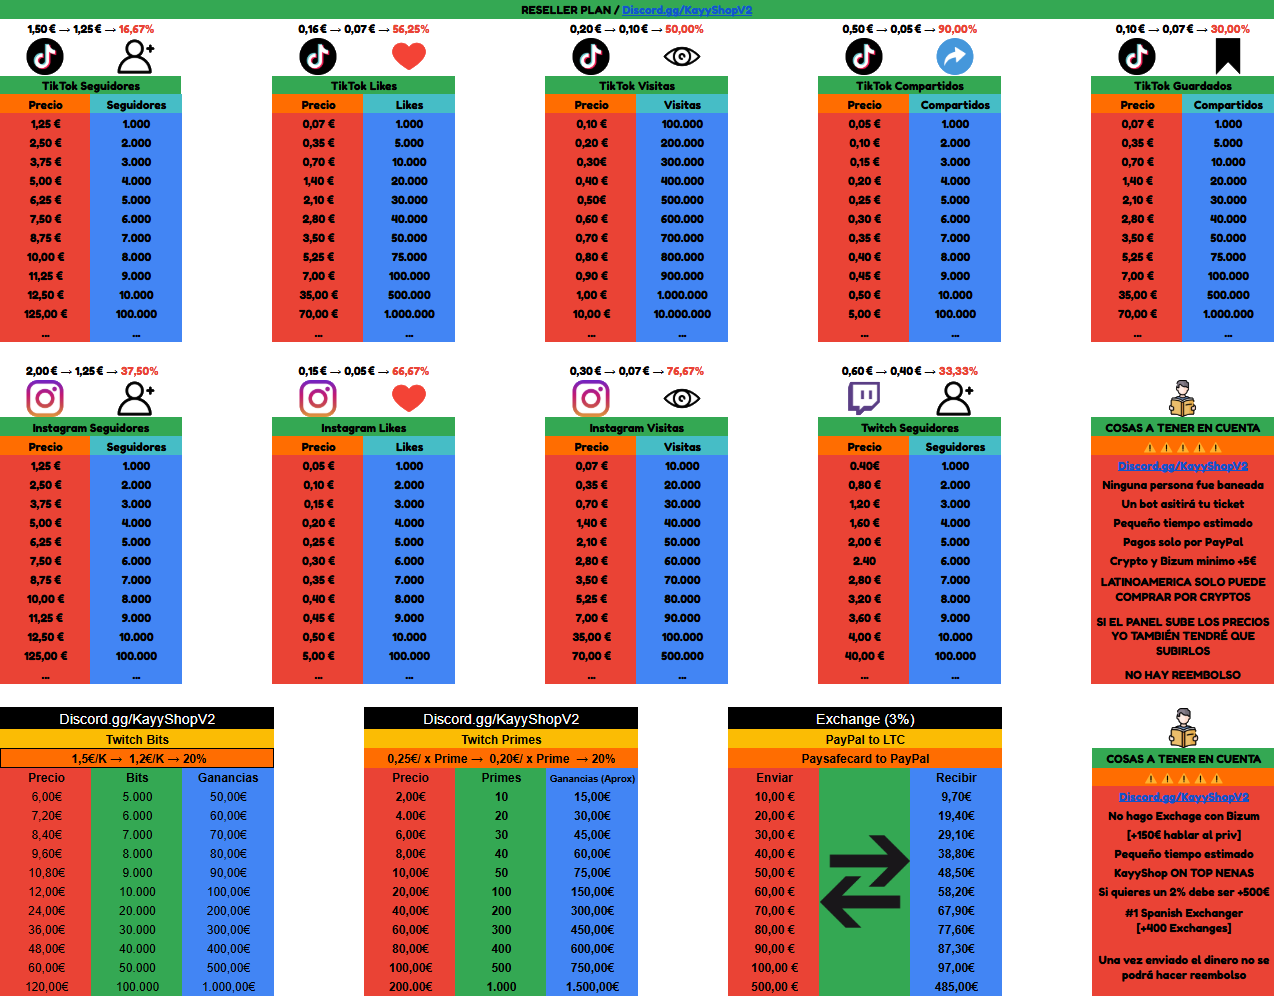 RESELLER PLAN / Discord.gg/KayyShopV2
1,50 € → 1,25 € → 16,67% 0,16 € → 0,07 € → 56,25% 0,20 € → 0,10 € → 50,00% 0,50 € → 0,05 € → 90,00% 0,10 € → 0,07 € → 30,00%
TikTok Seguidores TikTok Likes TikTok Visitas TikTok Compartidos TikTok Guardados
Precio Seguidores Precio Likes Precio Visitas Precio Compartidos Precio Compartidos
1,25 € 1.000 0,07 € 1.000 0,10 € 100.000 0,05 € 1.000 0,07 € 1.000
2,50 € 2.000 0,35 € 5.000 0,20 € 200.000 0,10 € 2.000 0,35 € 5.000
3,75 € 3.000 0,70 € 10.000 0,30€ 300.000 0,15 € 3.000 0,70 € 10.000
5,00 € 4.000 1,40 € 20.000 0,40 € 400.000 0,20 € 4.000 1,40 € 20.000
6,25 € 5.000 2,10 € 30.000 0,50€ 500.000 0,25 € 5.000 2,10 € 30.000
7,50 € 6.000 2,80 € 40.000 0,60 € 600.000 0,30 € 6.000 2,80 € 40.000
8,75 € 7.000 3,50 € 50.000 0,70 € 700.000 0,35 € 7.000 3,50 € 50.000
10,00 € 8.000 5,25 € 75.000 0,80 € 800.000 0,40 € 8.000 5,25 € 75.000
11,25 € 9.000 7,00 € 100.000 0,90 € 900.000 0,45 € 9.000 7,00 € 100.000
12,50 € 10.000 35,00 € 500.000 1,00 € 1.000.000 0,50 € 10.000 35,00 € 500.000
125,00 € 100.000 70,00 € 1.000.000 10,00 € 10.000.000 5,00 € 100.000 70,00 € 1.000.000
... ... ... ... ... ... ... ... ... ...
2,00 € → 1,25 € → 37,50% 0,15 € → 0,05 € → 66,67% 0,30 € → 0,07 € → 76,67% 0,60 € → 0,40 € → 33,33%
Instagram Seguidores Instagram Likes Instagram Visitas Twitch Seguidores COSAS A TENER EN CUENTA
Precio Seguidores Precio Likes Precio Visitas Precio Seguidores ⚠️ ⚠️ ⚠️ ⚠️ ⚠️
1,25 € 1.000 0,05 € 1.000 0,07 € 10.000 0.40€ 1.000 Discord.gg/KayyShopV2
2,50 € 2.000 0,10 € 2.000 0,35 € 20.000 0,80 € 2.000 Ninguna persona fue baneada
3,75 € 3.000 0,15 € 3.000 0,70 € 30.000 1,20 € 3.000 Un bot asitirá tu ticket
5,00 € 4.000 0,20 € 4.000 1,40 € 40.000 1,60 € 4.000 Pequeño tiempo estimado
6,25 € 5.000 0,25 € 5.000 2,10 € 50.000 2,00 € 5.000 Pagos solo por PayPal
7,50 € 6.000 0,30 € 6.000 2,80 € 60.000 2.40 6.000 Crypto y Bizum minimo +5€
8,75 € 7.000 0,35 € 7.000 3,50 € 70.000 2,80 € 7.000 LATINOAMERICA SOLO PUEDE
10,00 € 8.000 0,40 € 8.000 5,25 € 80.000 3,20 € 8.000 COMPRAR POR CRYPTOS
11,25 € 9.000 0,45 € 9.000 7,00 € 90.000 3,60 € 9.000 SI EL PANEL SUBE LOS PRECIOS
12,50 € 10.000 0,50 € 10.000 35,00 € 100.000 4,00 € 10.000 YO TAMBIÉN TENDRÉ QUE
125,00 € 100.000 5,00 € 100.000 70,00 € 500.000 40,00 € 100.000 SUBIRLOS
... ... ... ... ... ... ... ... NO HAY REEMBOLSO
Discord.gg/KayyShopV2 Discord.gg/KayyShopV2 Exchange (3%)
Twitch Bits Twitch Primes PayPal to LTC
1,5€/K → 1,2€/K → 20% 0,25€/ x Prime → 0,20€/ x Prime → 20% Paysafecard to PayPal COSAS A TENER EN CUENTA
Precio Bits Ganancias Precio Primes Ganancias (Aprox) Enviar Recibir ⚠️ ⚠️ ⚠️ ⚠️ ⚠️
6,00€ 5.000 50,00€ 2,00€ 10 15,00€ 10,00 € 9,70€ Discord.gg/KayyShopV2
7,20€ 6.000 60,00€ 4.00€ 20 30,00€ 20,00 € 19,40€ No hago Exchage con Bizum
8,40€ 7.000 70,00€ 6,00€ 30 45,00€ 30,00 € 29,10€ [+150€ hablar al priv]
9,60€ 8.000 80,00€ 8,00€ 40 60,00€ 40,00 € 38,80€ Pequeño tiempo estimado
10,80€ 9.000 90,00€ 10,00€ 50 75,00€ 50,00 € 48,50€ KayyShop ON TOP NENAS
12,00€ 10.000 100,00€ 20,00€ 100 150,00€ 60,00 € 58,20€ Si quieres un 2% debe ser +500€
24,00€ 20.000 200,00€ 40,00€ 200 300,00€ 70,00 € 67,90€ #1 Spanish Exchanger
36,00€ 30.000 300,00€ 60,00€ 300 450,00€ 80,00 € 77,60€ [+400 Exchanges]
48,00€ 40.000 400,00€ 80,00€ 400 600,00€ 90,00 € 87,30€
60,00€ 50.000 500,00€ 100,00€ 500 750,00€ 100,00 € 97,00€ Una vez enviado el dinero no se
120,00€ 100.000 1.000,00€ 200.00€ 1.000 1.500,00€ 500,00 € 485,00€ podrá hacer reembolso